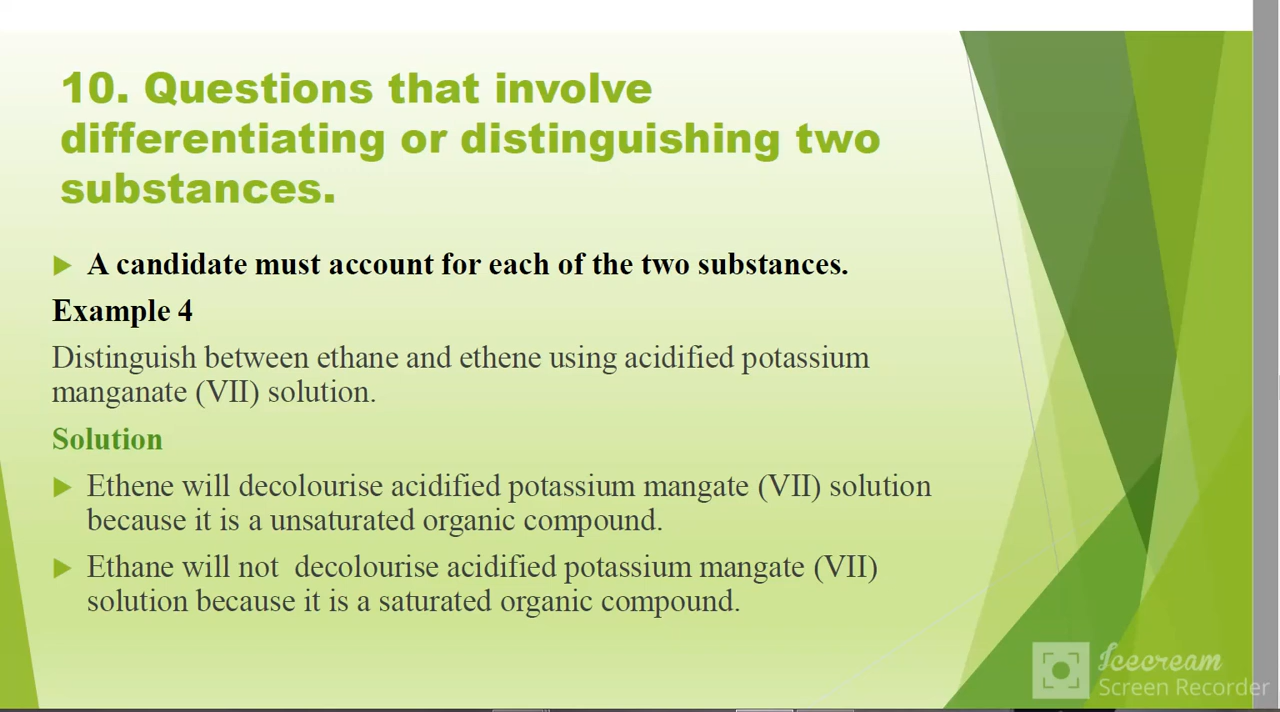 10. Questions that involve
differentiating or distinguishing two
substances.
A candidate must account for each of the two substances.
Example 4
Distinguish between ethane and ethene using acidified potassium
manganate (VII) solution.
Solution
Ethene will decolourise acidified potassium mangate (VII) solution
because it is a unsaturated organic compound.
Ethane will not decolourise acidified potassium mangate (VII)
solution because it is a saturated organic compound.
Icecream
Screen Recorder